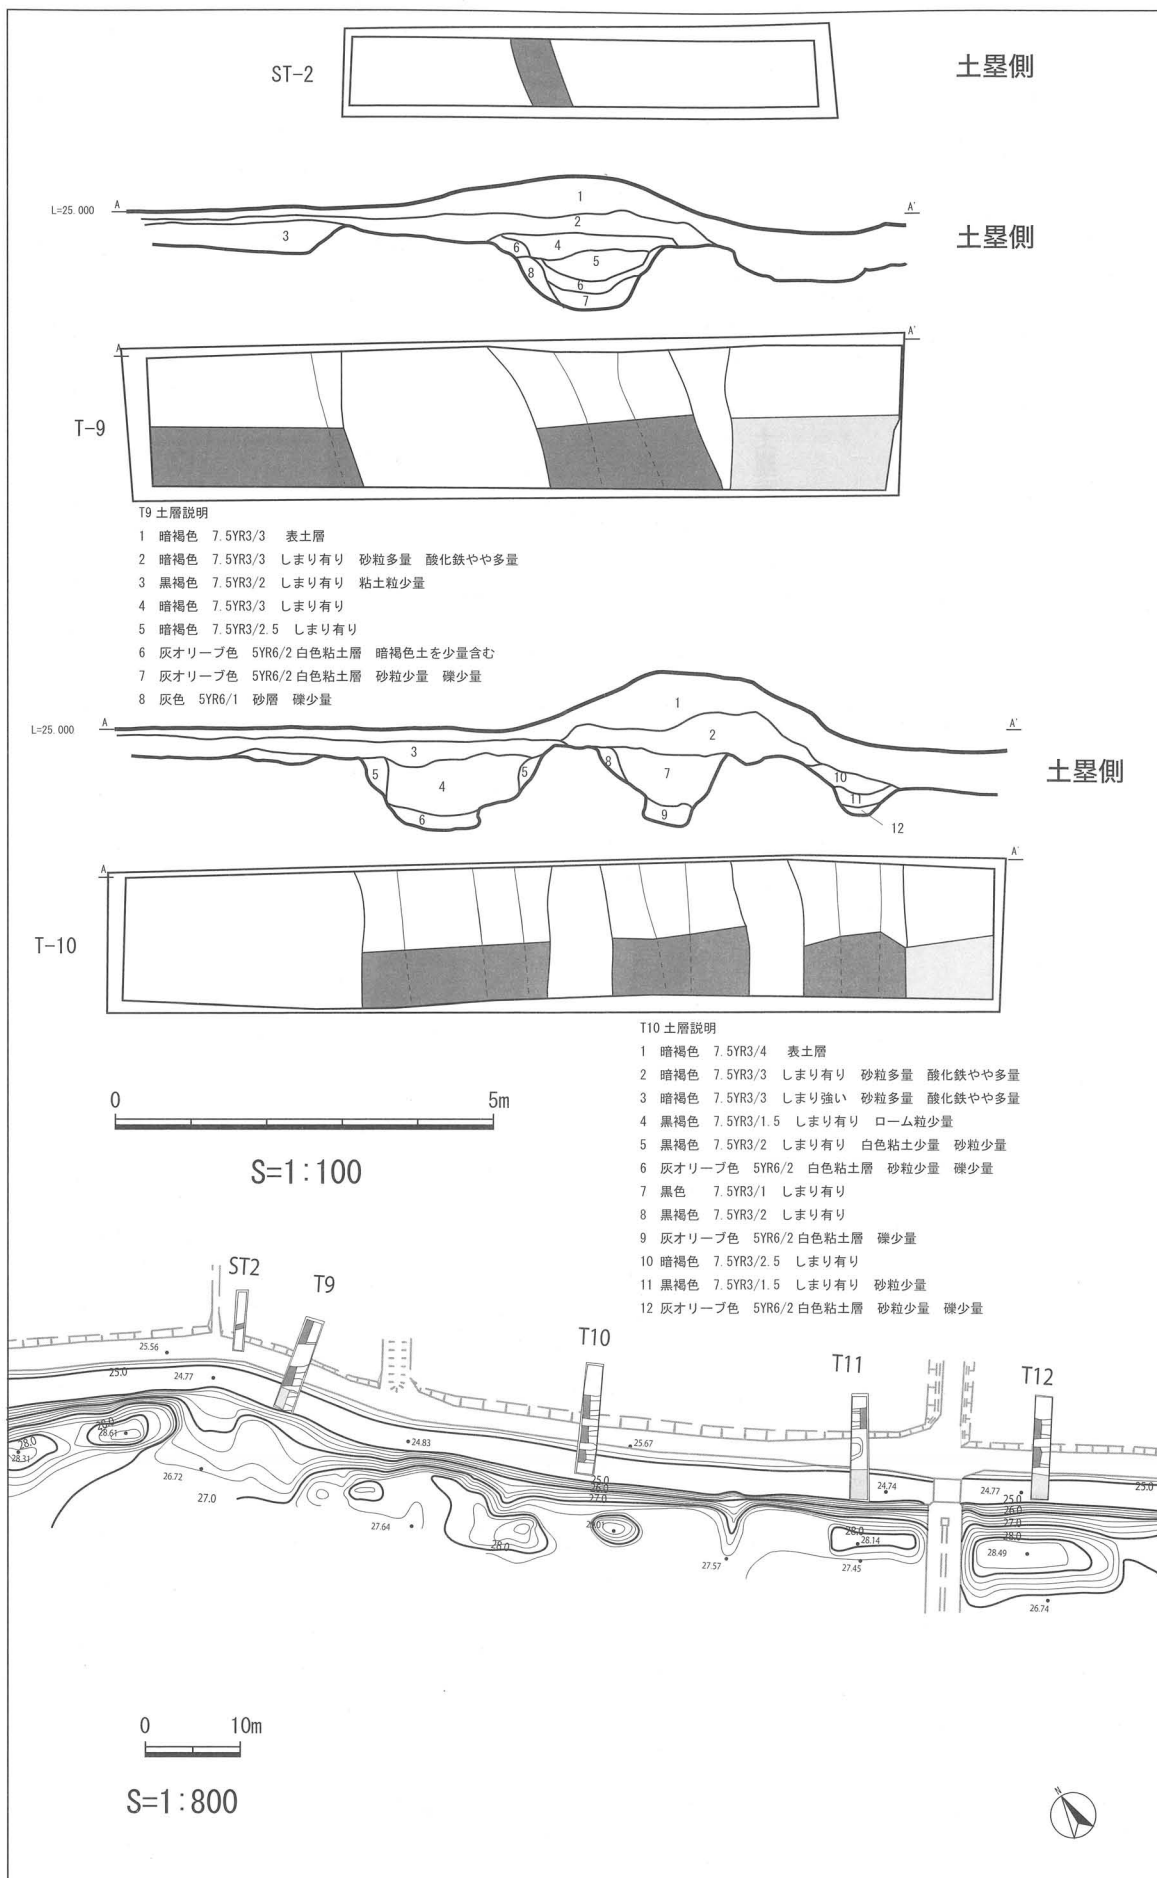 ST-2
土塁側
L=25.000
A
A'
1
2
3
4
5
6
6
7
8
土塁側
A
A'
T-9
T9 土層説明
1 暗褐色 7.5YR3/3 表土層
2 暗褐色 7.5YR3/3 しまり有り 砂粒多量 酸化鉄やや多量
3 黒褐色 7.5YR3/2 しまり有り 粘土粒少量
4 暗褐色 7.5YR3/3 しまり有り
5 暗褐色 7.5YR3/2.5 しまり有り
6 灰オリーブ色 5YR6/2 白色粘土層 暗褐色土を少量含む
7 灰オリーブ色 5YR6/2 白色粘土層 砂粒少量 礫少量
8 灰色 5YR6/1 砂層 礫少量
L=25.000
A
A'
1
2
3
4
5
5
6
7
8
9
10
11
12
土塁側
A
A'
T-10
T10 土層説明
1 暗褐色 7.5YR3/4 表土層
2 暗褐色 7.5YR3/3 しまり有り 砂粒多量 酸化鉄やや多量
3 暗褐色 7.5YR3/3 しまり強い 砂粒多量 酸化鉄やや多量
4 黒褐色 7.5YR3/1.5 しまり有り ローム粒少量
5 黒褐色 7.5YR3/2 しまり有り 白色粘土少量 砂粒少量
6 灰オリーブ色 5YR6/2 白色粘土層 砂粒少量 礫少量
7 黒色 7.5YR3/1 しまり有り
8 黒褐色 7.5YR3/2 しまり有り
9 灰オリーブ色 5YR6/2 白色粘土層 礫少量
10 暗褐色 7.5YR3/2.5 しまり有り
11 黒褐色 7.5YR3/1.5 しまり有り 砂粒少量
12 灰オリーブ色 5YR6/2 白色粘土層 砂粒少量 礫少量
0 5m
S=1:100
ST2
T9
T10
T11
T12
25.56
25.0
24.77
24.83
25.67
24.74
24.77
25.0
28.0
28.61
28.0
28.31
26.72
27.0
27.64
28.0
25.0
26.0
27.0
29.01
27.57
28.0
28.14
27.45
25.0
26.0
27.0
28.0
28.49
26.74
0 10m
S=1:800
N